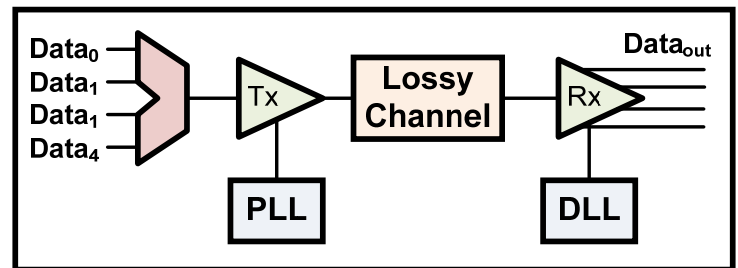 Data₀
Data₁
Data₁
Data₄
Tx
PLL
Lossy
Channel
Rx
DLL
Dataout